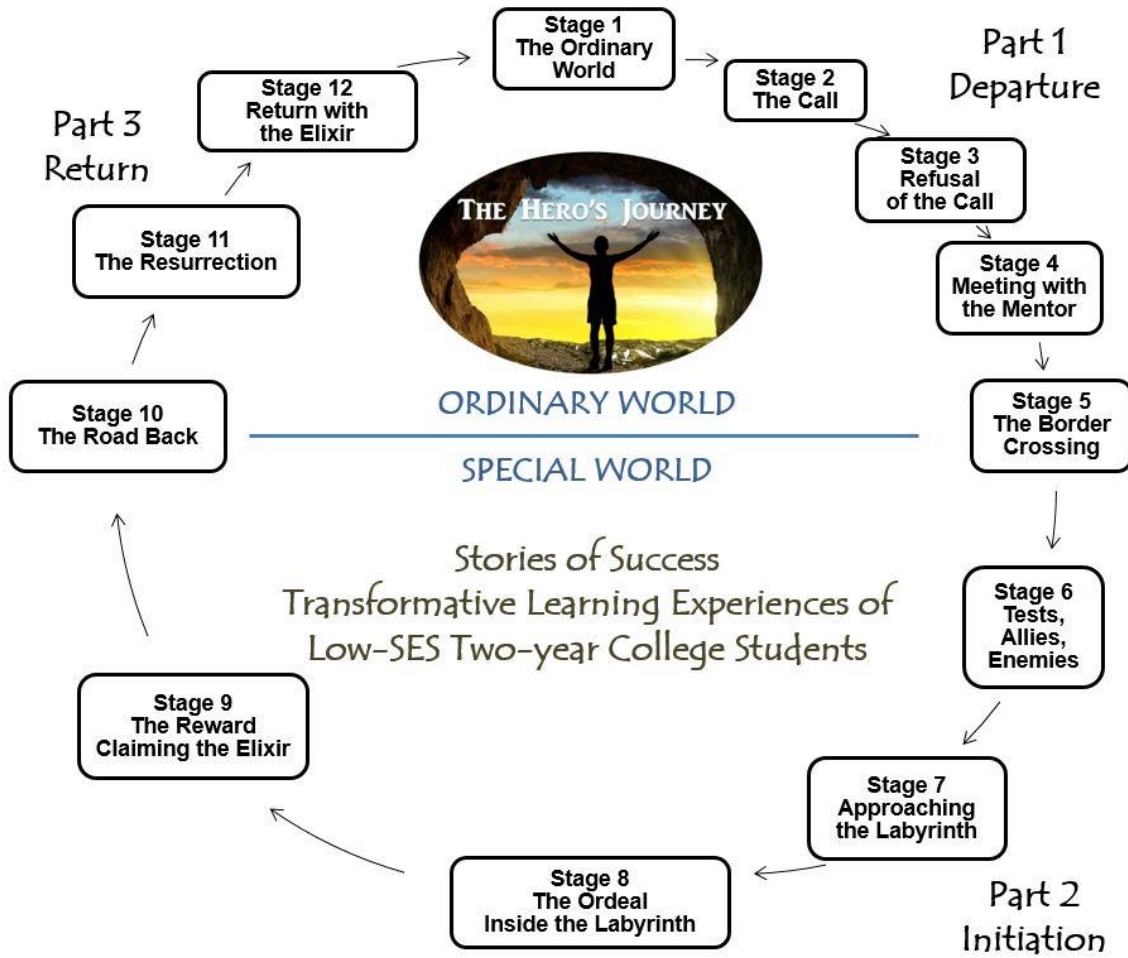 Stage 1
The Ordinary
World
Part 1
Departure
Stage 2
The Call
Stage 3
Refusal
of the Call
Stage 4
Meeting with
the Mentor
Stage 5
The Border
Crossing
Stage 6
Tests,
Allies,
Enemies
Stage 7
Approaching
the Labyrinth
Part 2
Initiation
Stage 8
The Ordeal
Inside the Labyrinth
Stage 9
The Reward
Claiming the Elixir
Stage 10
The Road Back
Stage 11
The Resurrection
Part 3
Return
Stage 12
Return with
the Elixir
THE HERO'S JOURNEY
ORDINARY WORLD
SPECIAL WORLD
Stories of Success
Transformative Learning Experiences of
Low-SES Two-year College Students